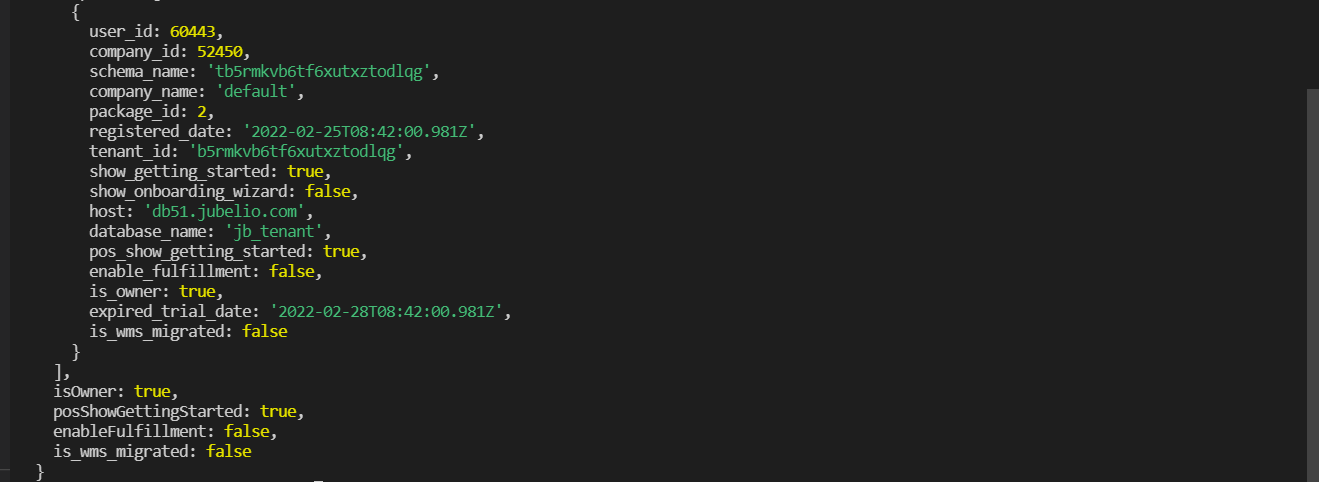 {
user_id: 60443,
company_id: 52450,
schema_name: 'tb5rmkvb6tf6xutxztodlqg',
company_name: 'default',
package_id: 2,
registered_date: '2022-02-25T08:42:00.981Z',
tenant_id: 'b5rmkvb6tf6xutxztodlqg',
show_getting_started: true,
show_onboarding_wizard: false,
host: 'db51.jubelio.com',
database_name: 'jb_tenant',
pos_show_getting_started: true,
enable_fulfillment: false,
is_owner: true,
expired_trial_date: '2022-02-28T08:42:00.981Z',
is_wms_migrated: false
}
],
isOwner: true,
posShowGettingStarted: true,
enableFulfillment: false,
is_wms_migrated: false
}